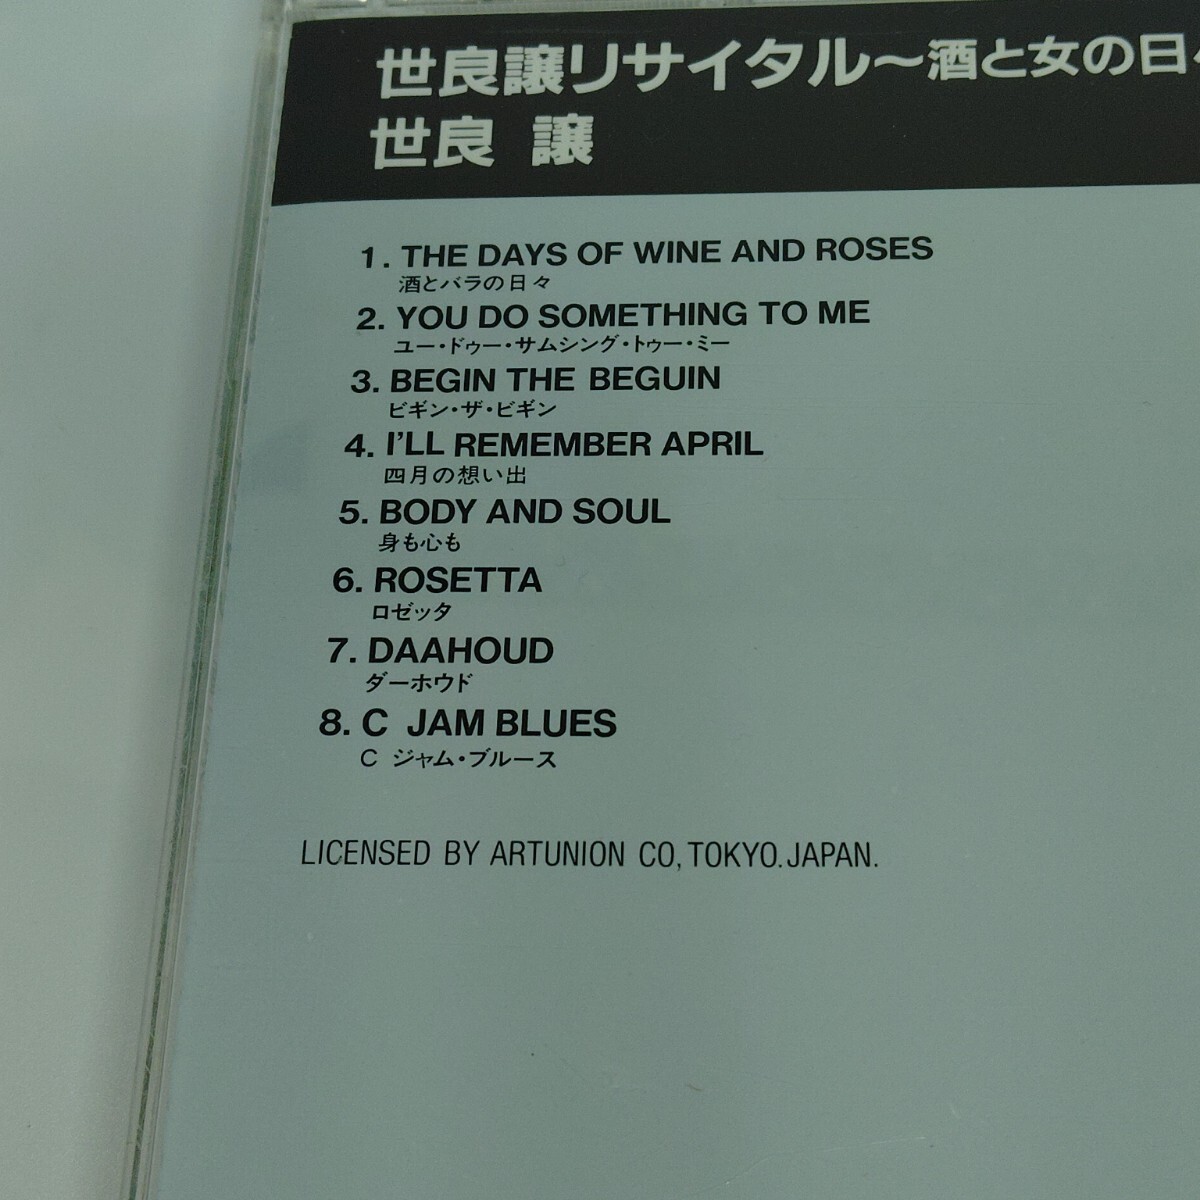 世良譲リサイタル〜酒と女の日々
世良 譲
1. THE DAYS OF WINE AND ROSES
酒とバラの日々
2. YOU DO SOMETHING TO ME
ユー・ドゥー・サムシング・トゥー・ミー
3. BEGIN THE BEGUIN
ビギン・ザ・ビギン
4. I'LL REMEMBER APRIL
四月の想い出
5. BODY AND SOUL
身も心も
6. ROSETTA
ロゼッタ
7. DAAHOUD
ダーホウド
8. C JAM BLUES
C ジャム・ブルース
LICENSED BY ARTUNION CO, TOKYO. JAPAN.